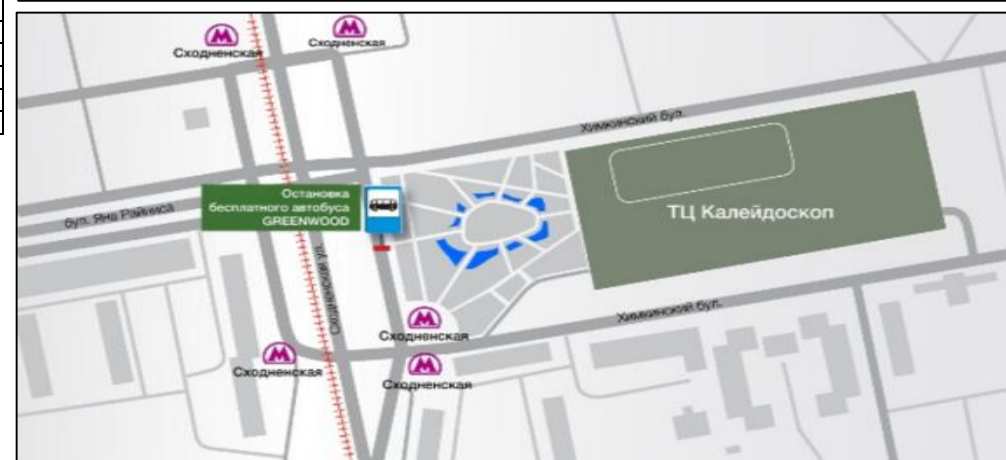 Сходненская
Сходненская
Химкинский бул.
Остановка
бесплатного автобуса
GREENWOOD
бул. Яна Райниса
ТЦ Калейдоскоп
Сходненская ул.
Химкинский бул.
Сходненская
Сходненская
Сходненская